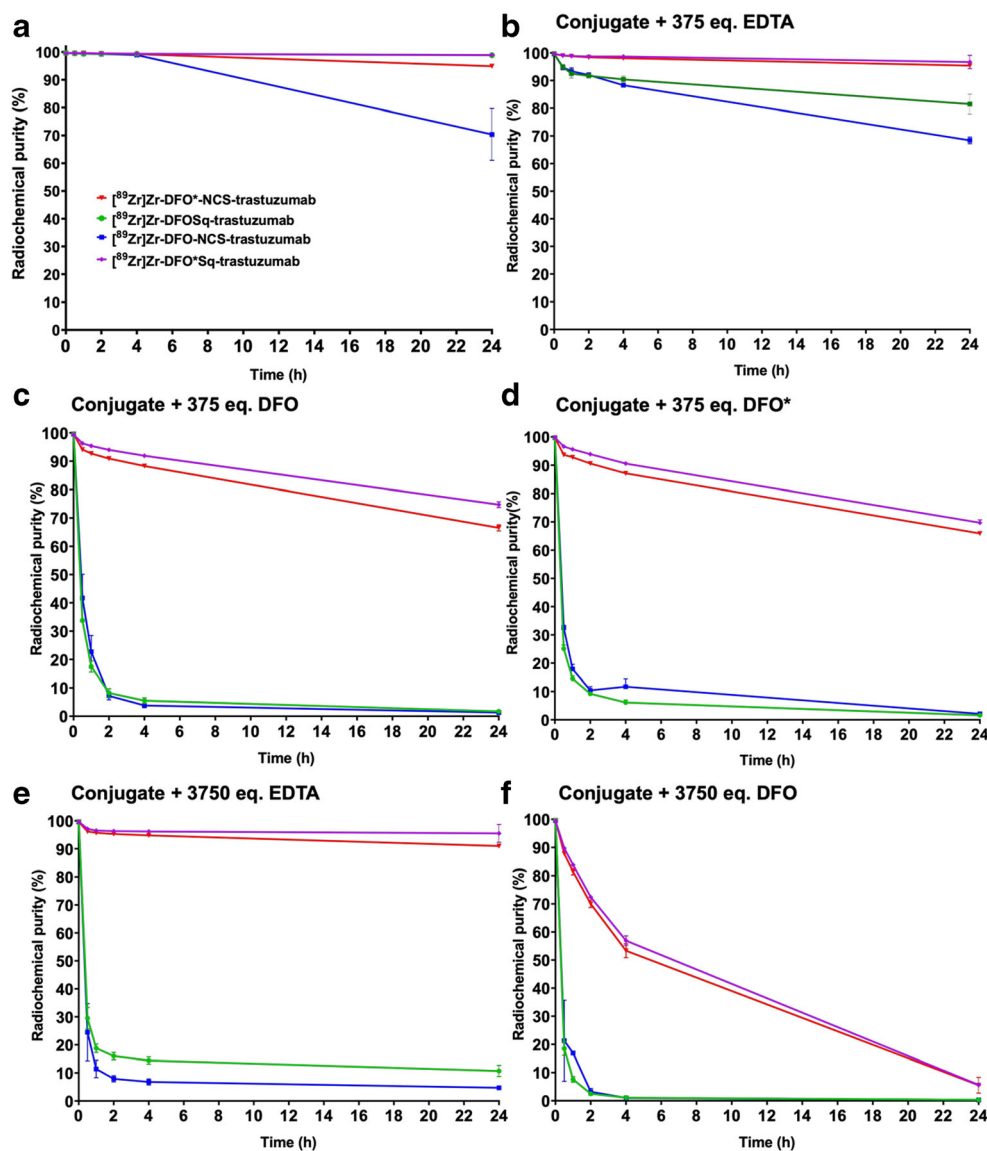 a
Radiochemical purity (%)
100
90
80
70
60
50
40
30
20
10
0
[⁸⁹Zr]Zr-DFO*-NCS-trastuzumab
[⁸⁹Zr]Zr-DFOSq-trastuzumab
[⁸⁹Zr]Zr-DFO-NCS-trastuzumab
[⁸⁹Zr]Zr-DFO*Sq-trastuzumab
0 2 4 6 8 10 12 14 16 18 20 22 24
Time (h)
b Conjugate + 375 eq. EDTA
Radiochemical purity (%)
100
90
80
70
60
50
40
30
20
10
0
0 2 4 6 8 10 12 14 16 18 20 22 24
Time (h)
c Conjugate + 375 eq. DFO
Radiochemical purity (%)
100
90
80
70
60
50
40
30
20
10
0
0 2 4 6 8 10 12 14 16 18 20 22 24
Time (h)
d Conjugate + 375 eq. DFO*
Radiochemical purity(%)
100
90
80
70
60
50
40
30
20
10
0
0 2 4 6 8 10 12 14 16 18 20 22 24
Time (h)
e Conjugate + 3750 eq. EDTA
Radiochemical purity (%)
100
90
80
70
60
50
40
30
20
10
0
0 2 4 6 8 10 12 14 16 18 20 22 24
Time (h)
f Conjugate + 3750 eq. DFO
Radiochemical purity (%)
100
90
80
70
60
50
40
30
20
10
0
0 2 4 6 8 10 12 14 16 18 20 22 24
Time (h)